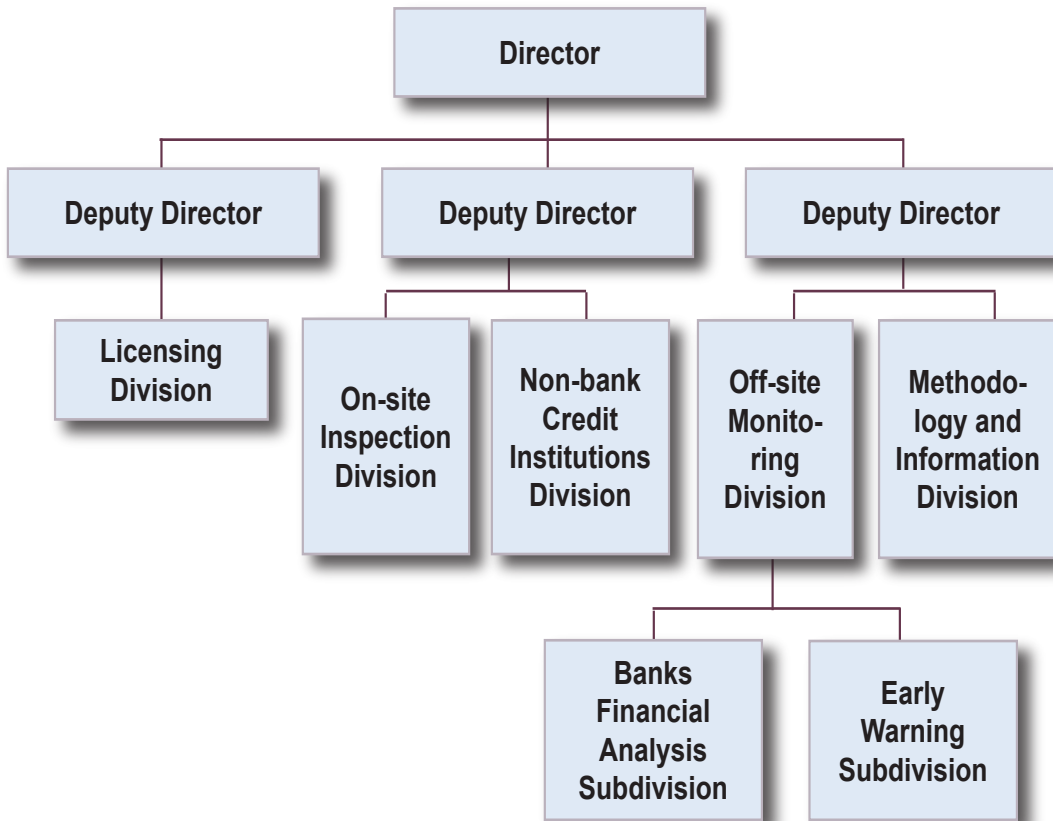 Director
Deputy Director
Deputy Director
Deputy Director
Licensing
Division
On-site
Inspection
Division
Non-bank
Credit
Institutions
Division
Off-site
Monito-
ring
Division
Methodo-
logy and
Information
Division
Banks
Financial
Analysis
Subdivision
Early
Warning
Subdivision